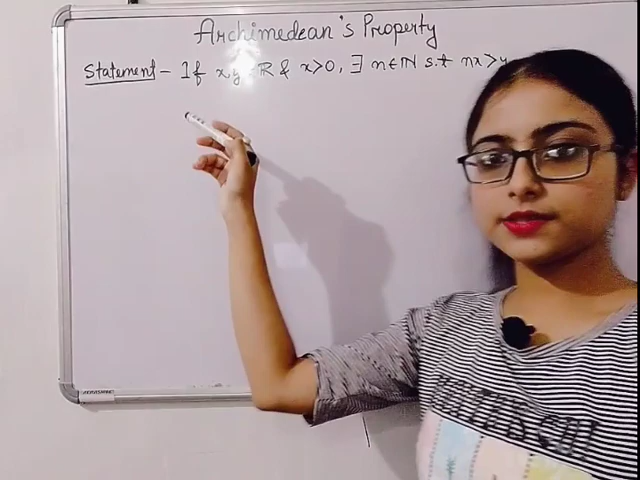 Archimedean's Property
Statement - If x, y ∈ R & x>0, ∃ n∈N s.t nx>y